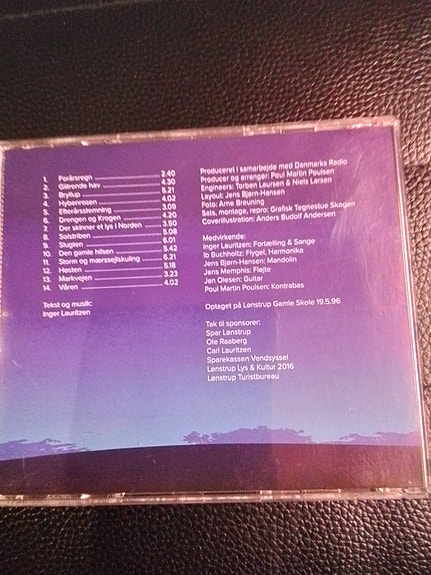 1. Forårsregn 2.40
2. Glitrende hav 4.30
3. Bryllup 5.21
4. Hybenrosen 4.02
5. Efterårsstemning 3.09
6. Drengen og Krogen 4.20
7. Der skinner et lys i Norden 3.50
8. Solstriben 5.08
9. Slugten 6.01
10. Den gamle hilsen 5.42
11. Storm og mærssejlskuling 6.21
12. Høsten 5.18
13. Markvejen 3.23
14. Våren 4.02
Tekst og musik:
Inger Lauritzen
Produceret i samarbejde med Danmarks Radio
Producer og arranger: Poul Martin Poulsen
Engineers: Torben Laursen & Niels Lørsen
Layout: Jens Bjørn-Hansen
Foto: Arne Breuning
Sats, montage, repro: Grafisk Tegnestue Skagen
Coverillustration: Anders Budolf Andersen
Medvirkende:
Inger Lauritzen: Fortælling & Sange
Ib Buchholtz: Flygel, Harmonika
Jens Bjørn-Hansen: Mandolin
Jens Memphis: Fløjte
Jan Olesen: Guitar
Poul Martin Poulsen: Kontrabas
Optaget på Lønstrup Gamle Skole 19.5.96
Tak til sponsorer:
Spar Lønstrup
Ole Raaberg
Carl Lauritzen
Sparekassen Vendsyssel
Lønstrup Lys & Kultur 2016
Lønstrup Turistbureau